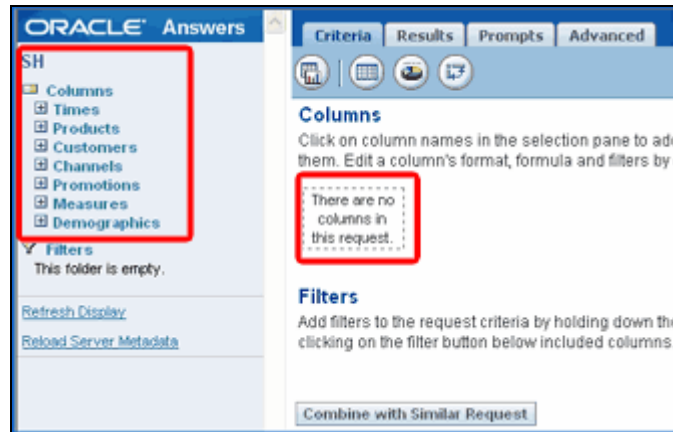 ORACLE Answers
SH
Columns
Times
Products
Customers
Channels
Promotions
Measures
Demographics
Filters
This folder is empty.
Refresh Display
Reload Server Metadata
Criteria Results Prompts Advanced
Columns
Click on column names in the selection pane to add
them. Edit a column's format, formula and filters by
There are no
columns in
this request.
Filters
Add filters to the request criteria by holding down the
clicking on the filter button below included columns.
Combine with Similar Request